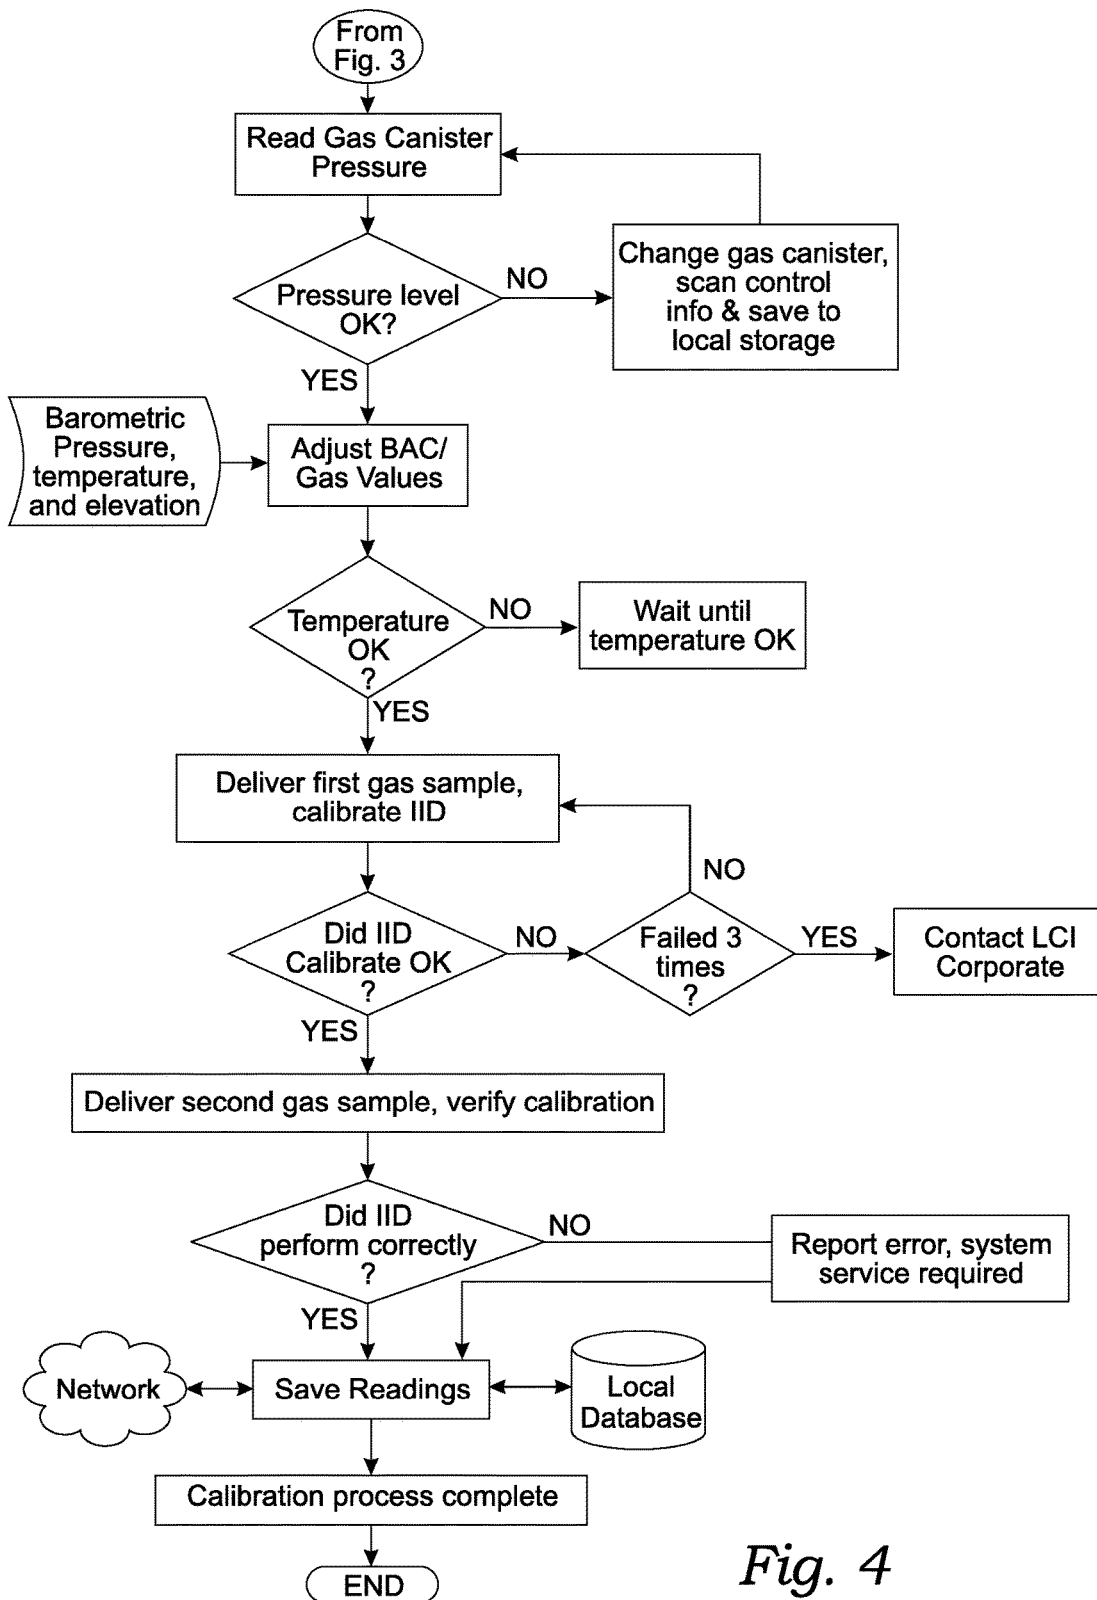 From
Fig. 3
Read Gas Canister
Pressure
Pressure level
OK?
NO
Change gas canister,
scan control
info & save to
local storage
YES
Barometric
Pressure,
temperature,
and elevation
Adjust BAC/
Gas Values
Temperature
OK
?
NO
Wait until
temperature OK
YES
Deliver first gas sample,
calibrate IID
NO
Did IID
Calibrate OK
?
NO
Failed 3
times
?
YES
Contact LCI
Corporate
YES
Deliver second gas sample, verify calibration
Did IID
perform correctly
?
NO
Report error, system
service required
YES
Network
Save Readings
Local
Database
Calibration process complete
END
Fig. 4